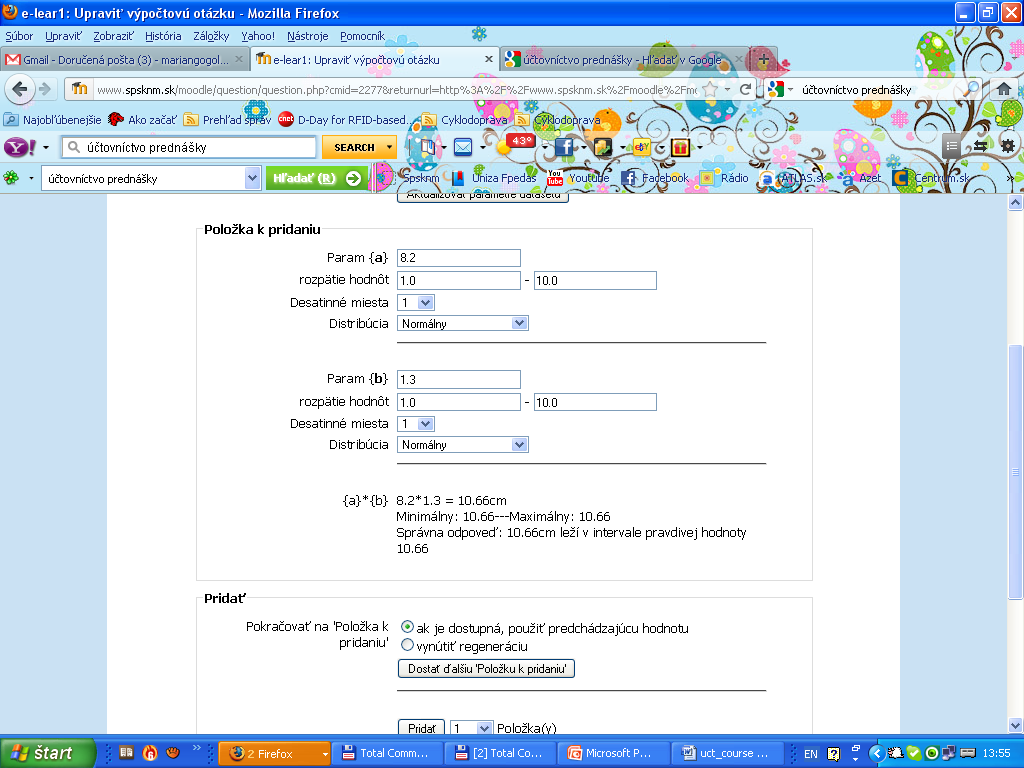 e-lear1: Upraviť výpočtovú otázku - Mozilla Firefox
Súbor Upraviť Zobraziť História Záložky Yahoo! Nástroje Pomocník
Gmail - Doručená pošta (3) - mariangogol... e-lear1: Upraviť výpočtovú otázku účtovníctvo prednášky - Hľadať v Google
www.spsknm.sk/moodle/question/question.php?cmid=2277&returnurl=http%3A%2F%2Fwww.spsknm.sk%2Fmoodle%2Fmo účtovníctvo prednášky
Najobľúbenejšie Ako začať Prehľad správ cnet D-Day for RFID-based... Cyklodoprava Cyklodoprava
Y! účtovníctvo prednášky SEARCH 43° eBY
účtovníctvo prednášky Hľadať (R) Spsknm Uniza Fpedas You Tube Youtube Facebook Rádio ATLAS.sk Azet Centrum.sk
Aktualizovať parametre datasetu
Položka k pridaniu
Param {a} 8.2
rozpätie hodnôt 1.0 - 10.0
Desatinné miesta 1
Distribúcia Normálny
Param {b} 1.3
rozpätie hodnôt 1.0 - 10.0
Desatinné miesta 1
Distribúcia Normálny
{a}*{b} 8.2*1.3 = 10.66cm
Minimálny: 10.66---Maximálny: 10.66
Správna odpoveď: 10.66cm leží v intervale pravdivej hodnoty
10.66
Pridať
Pokračovať na 'Položka k
pridaniu'
ak je dostupná, použiť predchádzajúcu hodnotu
vynútiť regeneráciu
Dostať ďalšiu 'Položku k pridaniu'
Pridať 1 Položka(y)
štart 2 Firefox Total Comm... [2] Total Co... Microsoft P... uct_course ... EN 13:55